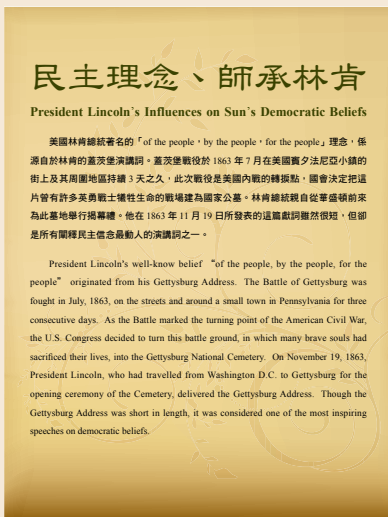 民主理念、師承林肯
President Lincoln's Influences on Sun's Democratic Beliefs
美國林肯總統著名的「of the people，by the people，for the people」理念，係
源自於林肯的蓋茨堡演講詞。蓋茨堡戰役於 1863 年 7 月在美國賓夕法尼亞小鎮的
街上及其周圍地區持續 3 天之久，此次戰役是美國內戰的轉捩點，國會決定把這
片曾有許多英勇戰士犧牲生命的戰場建為國家公墓。林肯總統親自從華盛頓前來
為此墓地舉行揭幕禮。他在 1863 年 11 月 19 日所發表的這篇獻詞雖然很短，但卻
是所有闡釋民主信念最動人的演講詞之一。
President Lincoln's well-know belief “of the people, by the people, for the
people” originated from his Gettysburg Address. The Battle of Gettysburg was
fought in July, 1863, on the streets and around a small town in Pennsylvania for three
consecutive days. As the Battle marked the turning point of the American Civil War,
the U.S. Congress decided to turn this battle ground, in which many brave souls had
sacrificed their lives, into the Gettysburg National Cemetery. On November 19, 1863,
President Lincoln, who had travelled from Washington D.C. to Gettysburg for the
opening ceremony of the Cemetery, delivered the Gettysburg Address. Though the
Gettysburg Address was short in length, it was considered one of the most inspiring
speeches on democratic beliefs.